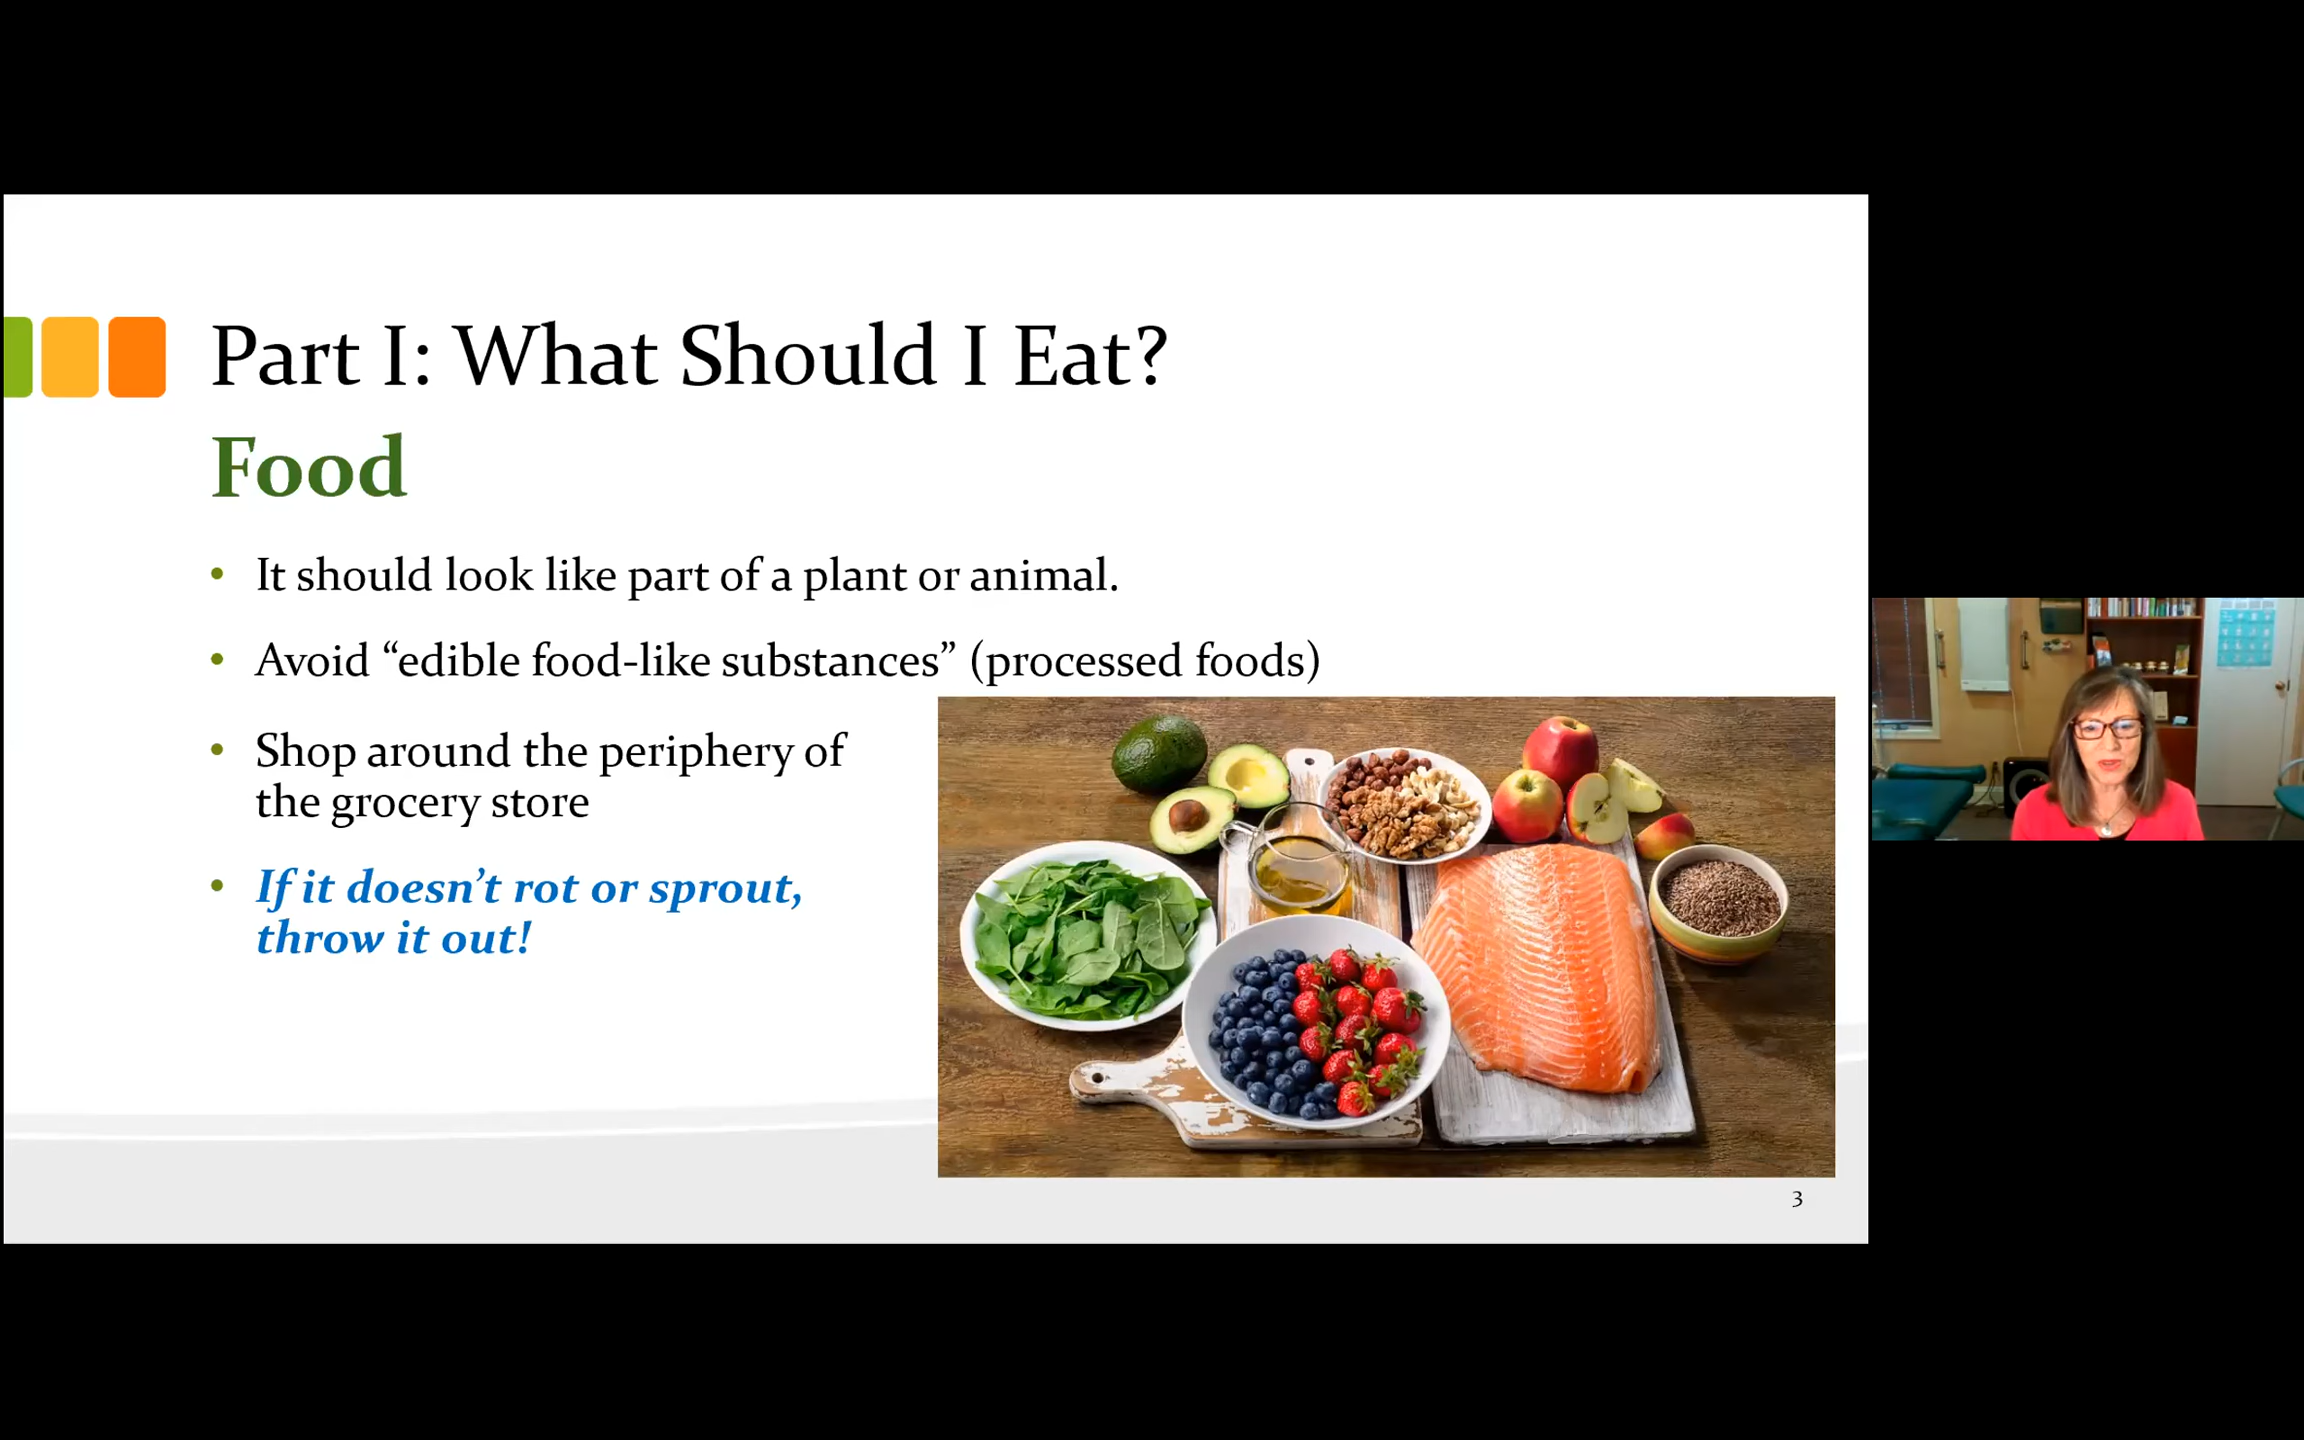 Part I: What Should I Eat?
Food
• It should look like part of a plant or animal.
• Avoid “edible food-like substances” (processed foods)
• Shop around the periphery of
the grocery store
• If it doesn’t rot or sprout,
throw it out!
3